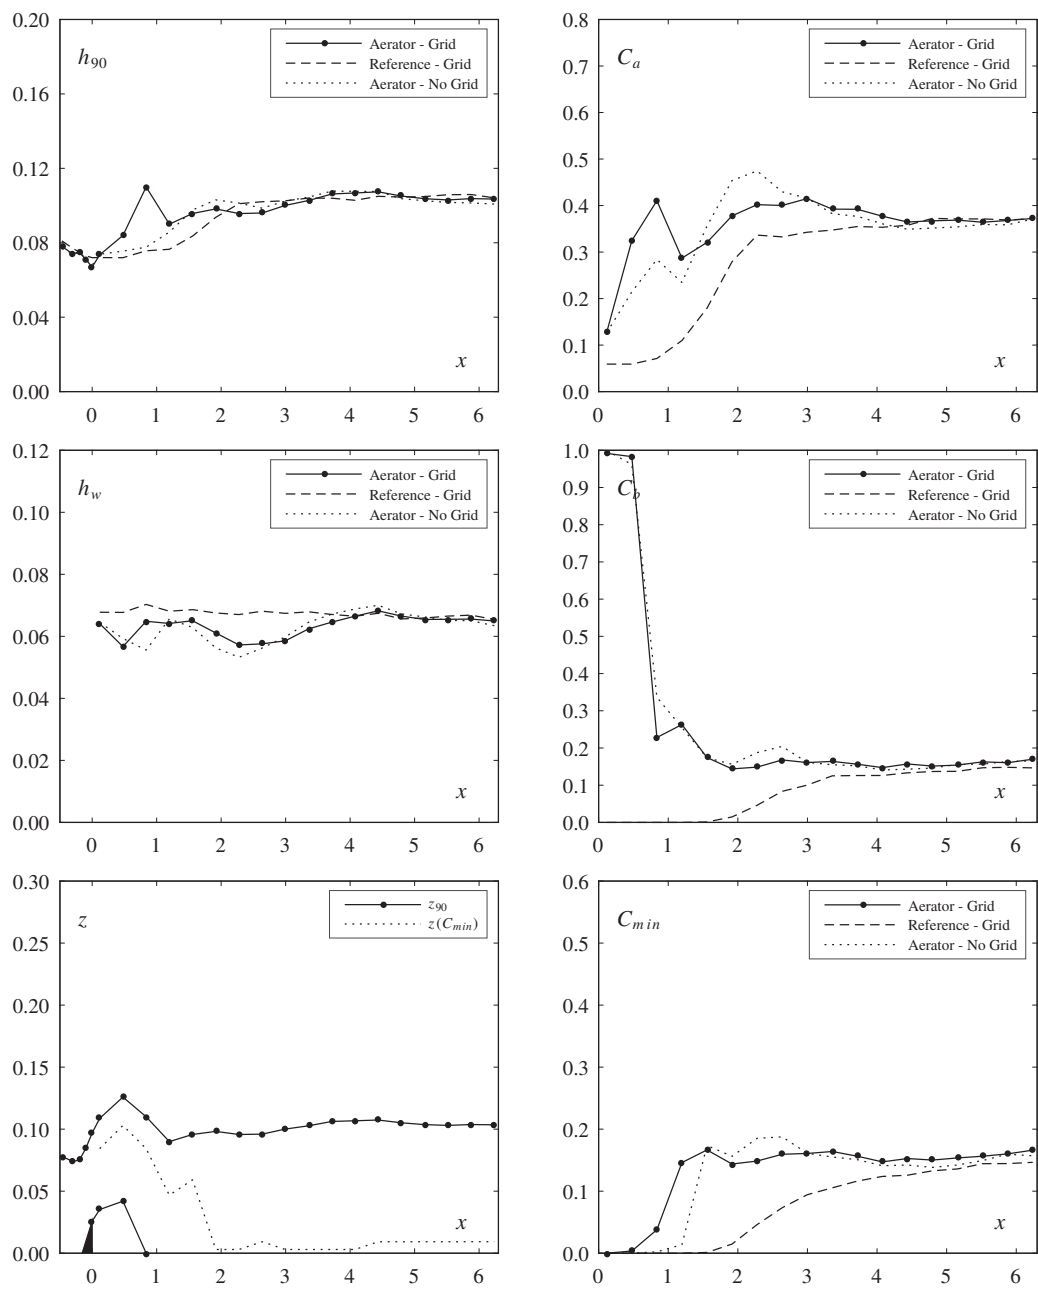 0.20
0.16
0.12
0.08
0.04
0.00
h90
Aerator - Grid
Reference - Grid
Aerator - No Grid
x
0 1 2 3 4 5 6
0.8
0.7
0.6
0.5
0.4
0.3
0.2
0.1
0.0
Ca
Aerator - Grid
Reference - Grid
Aerator - No Grid
x
0 1 2 3 4 5 6
0.12
0.10
0.08
0.06
0.04
0.02
0.00
hw
Aerator - Grid
Reference - Grid
Aerator - No Grid
x
0 1 2 3 4 5 6
1.0
0.9
0.8
0.7
0.6
0.5
0.4
0.3
0.2
0.1
0.0
Cb
Aerator - Grid
Reference - Grid
Aerator - No Grid
x
0 1 2 3 4 5 6
0.30
0.25
0.20
0.15
0.10
0.05
0.00
z
z90
z(Cmin)
x
0 1 2 3 4 5 6
0.6
0.5
0.4
0.3
0.2
0.1
0.0
Cmin
Aerator - Grid
Reference - Grid
Aerator - No Grid
x
0 1 2 3 4 5 6